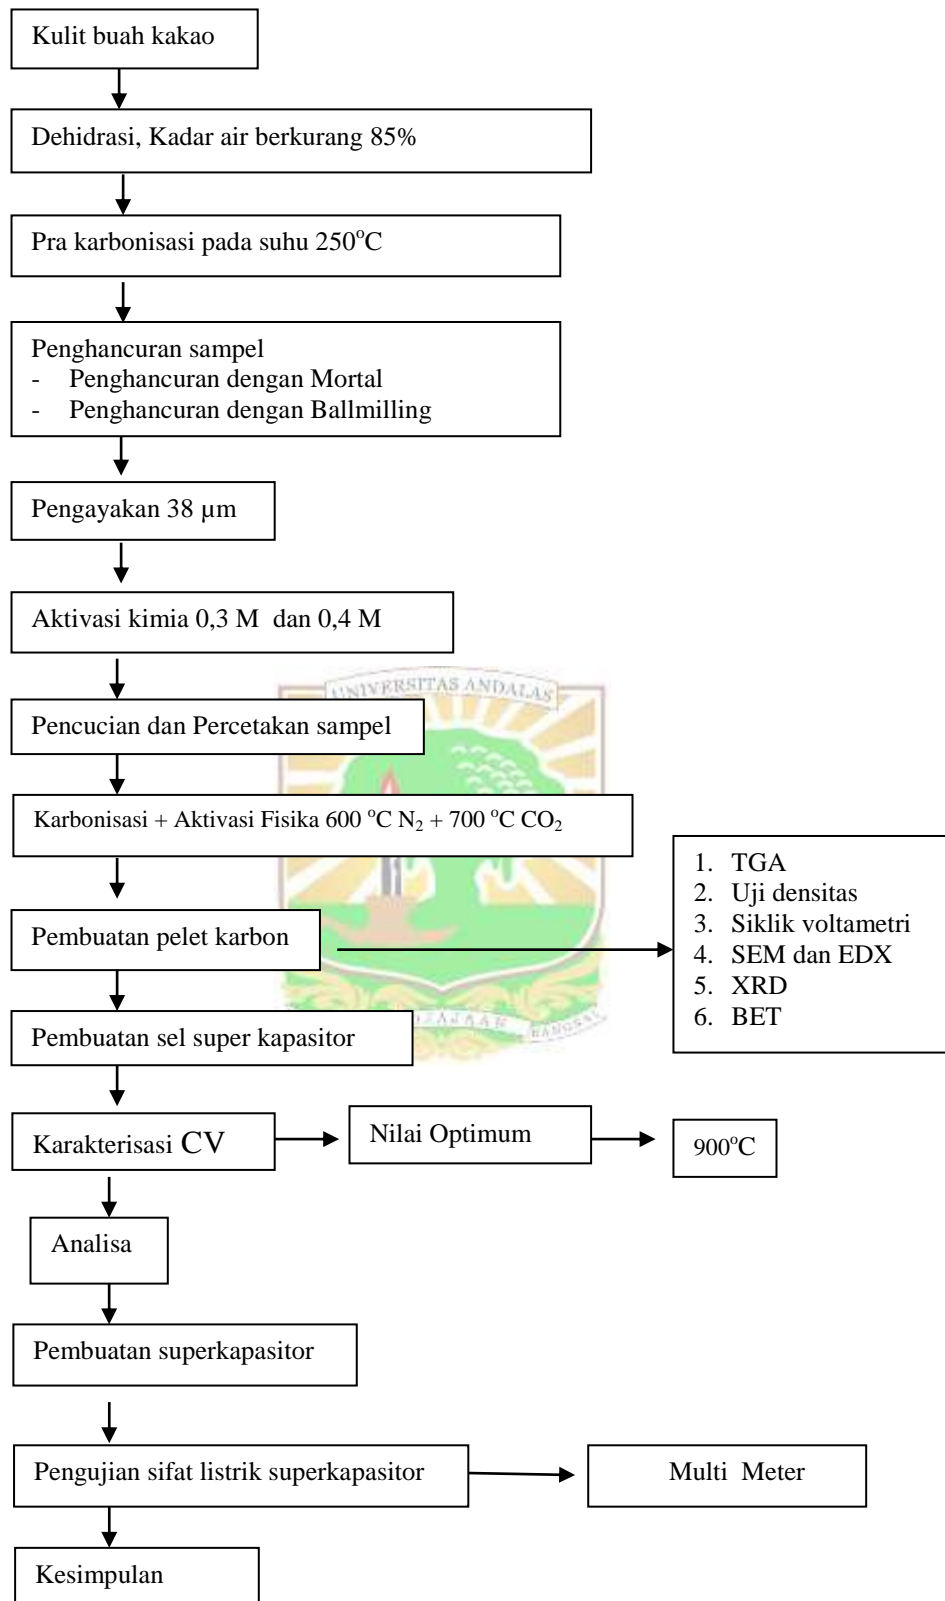 Kulit buah kakao
Dehidrasi, Kadar air berkurang 85%
Pra karbonisasi pada suhu 250°C
Penghancuran sampel
- Penghancuran dengan Mortal
- Penghancuran dengan Ballmilling
Pengayakan 38 µm
Aktivasi kimia 0,3 M dan 0,4 M
UNIVERSITAS ANDALAS
Pencucian dan Percetakan sampel
Karbonisasi + Aktivasi Fisika 600 °C N₂ + 700 °C CO₂
1. TGA
2. Uji densitas
3. Siklik voltametri
4. SEM dan EDX
5. XRD
6. BET
Pembuatan pelet karbon
BANGSA
Pembuatan sel super kapasitor
Karakterisasi CV
Nilai Optimum
900°C
Analisa
Pembuatan superkapasitor
Pengujian sifat listrik superkapasitor
Multi Meter
Kesimpulan